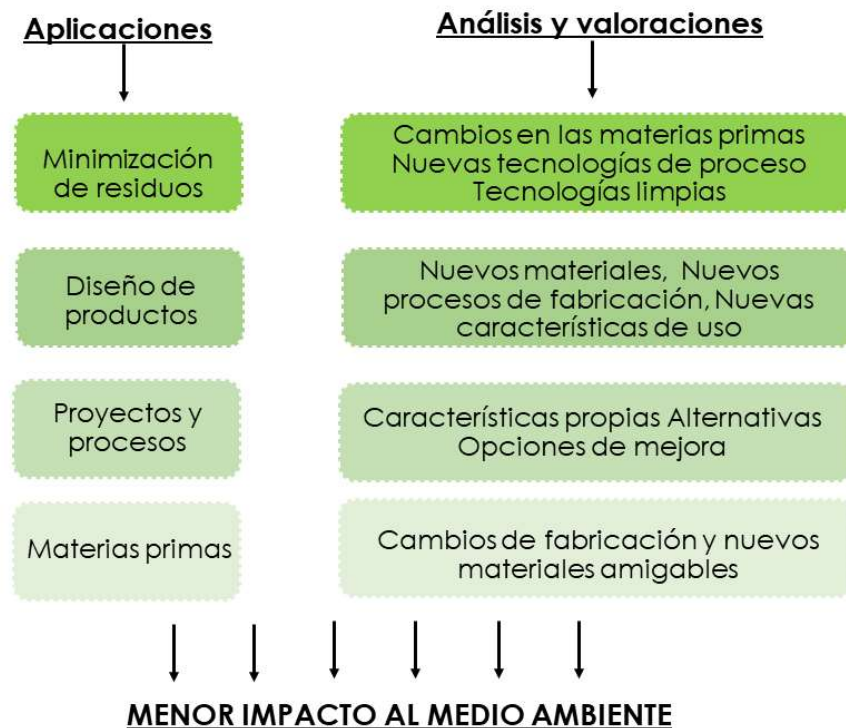 Aplicaciones
Análisis y valoraciones
Minimización
de residuos
Cambios en las materias primas
Nuevas tecnologías de proceso
Tecnologías limpias
Diseño de
productos
Nuevos materiales, Nuevos
procesos de fabricación, Nuevas
características de uso
Proyectos y
procesos
Características propias Alternativas
Opciones de mejora
Materias primas
Cambios de fabricación y nuevos
materiales amigables
MENOR IMPACTO AL MEDIO AMBIENTE